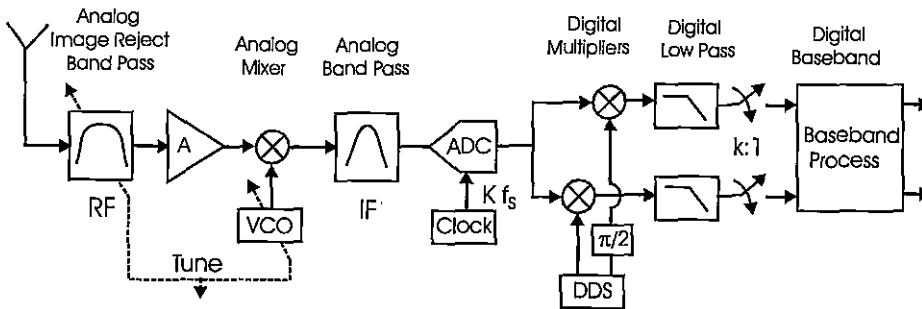 Analog
Image Reject
Band Pass
Analog
Mixer
Analog
Band Pass
Digital
Multipliers
Digital
Low Pass
Digital
Baseband
A
ADC
k:1
Baseband
Process
RF
VCO
IF
K fs
Clock
π/2
Tune
DDS